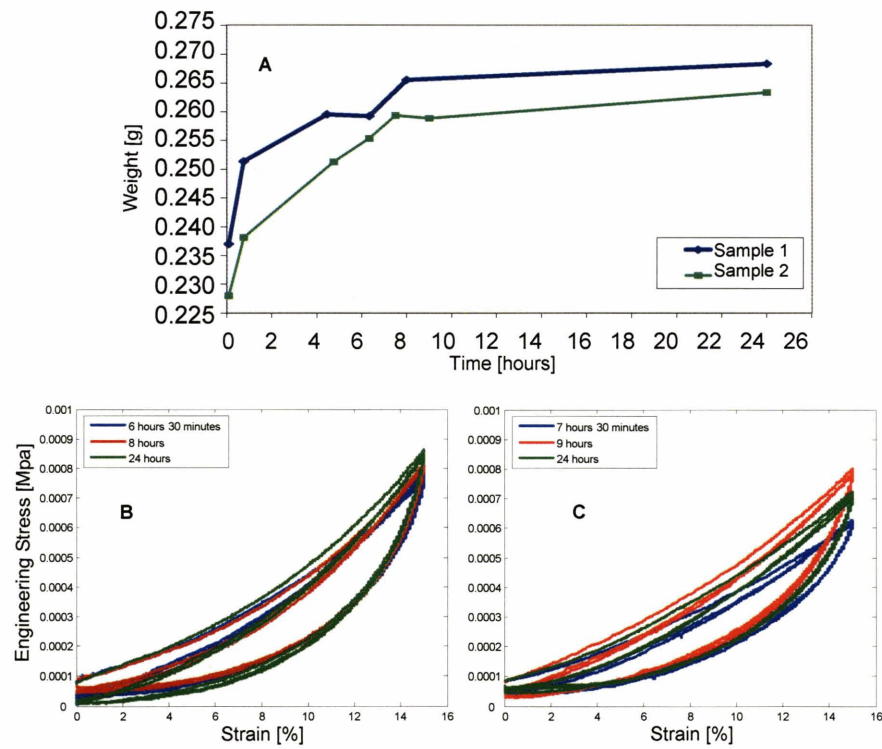 0.275
0.270
0.265
0.260
0.255
0.250
0.245
0.240
0.235
0.230
0.225
Weight [g]
A
Sample 1
Sample 2
0 2 4 6 8 10 12 14 16 18 20 22 24 26
Time [hours]
Engineering Stress [Mpa]
0.001
0.0009
0.0008
0.0007
0.0006
0.0005
0.0004
0.0003
0.0002
0.0001
0
6 hours 30 minutes
8 hours
24 hours
B
0 2 4 6 8 10 12 14 16
Strain [%]
0.001
0.0009
0.0008
0.0007
0.0006
0.0005
0.0004
0.0003
0.0002
0.0001
0
7 hours 30 minutes
9 hours
24 hours
C
0 2 4 6 8 10 12 14 16
Strain [%]